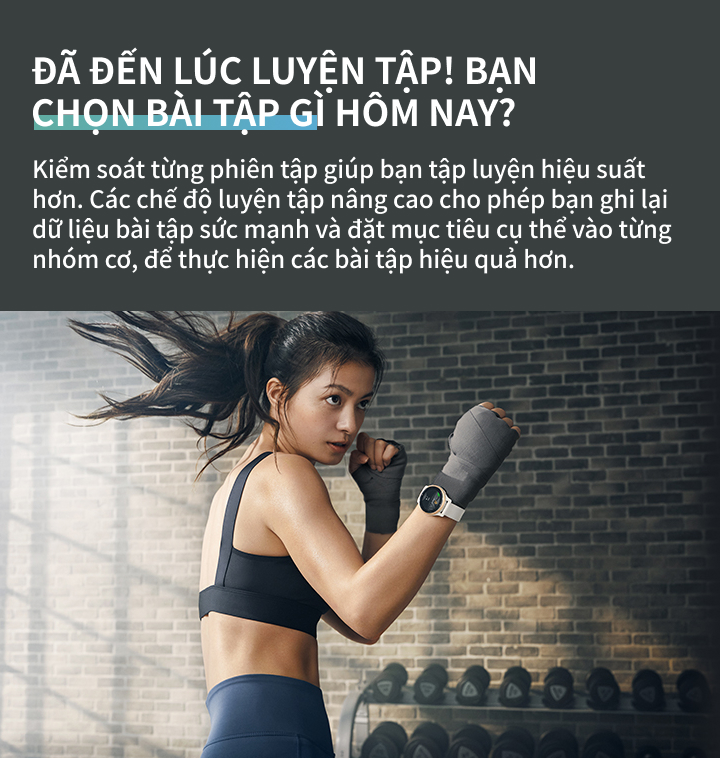 ĐÃ ĐẾN LÚC LUYỆN TẬP! BẠN
CHỌN BÀI TẬP GÌ HÔM NAY?
Kiểm soát từng phiên tập giúp bạn tập luyện hiệu suất
hơn. Các chế độ luyện tập nâng cao cho phép bạn ghi lại
dữ liệu bài tập sức mạnh và đặt mục tiêu cụ thể vào từng
nhóm cơ, để thực hiện các bài tập hiệu quả hơn.